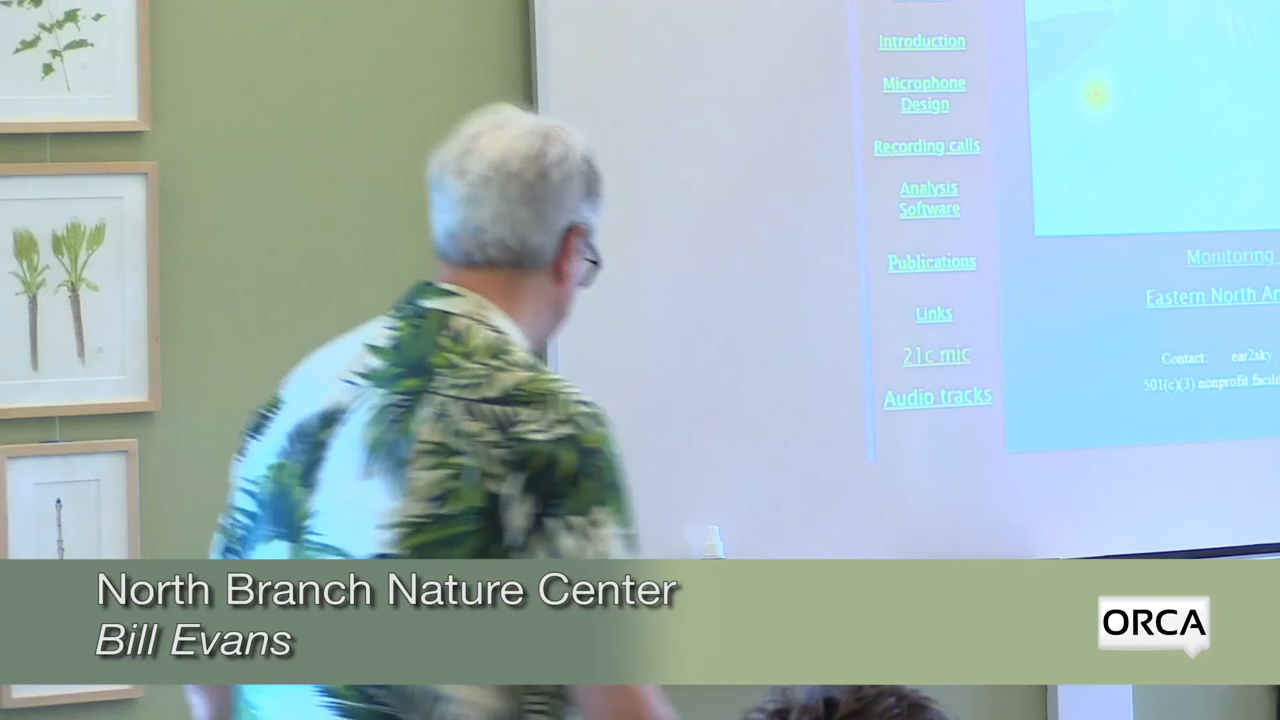 Introduction
Microphone
Design
Recording calls
Analysis
Software
Publications
Links
21c mic
Audio tracks
Monitoring
Eastern North
Contact: ear2sky
501(c)(3) nonprofit
North Branch Nature Center
Bill Evans
ORCA